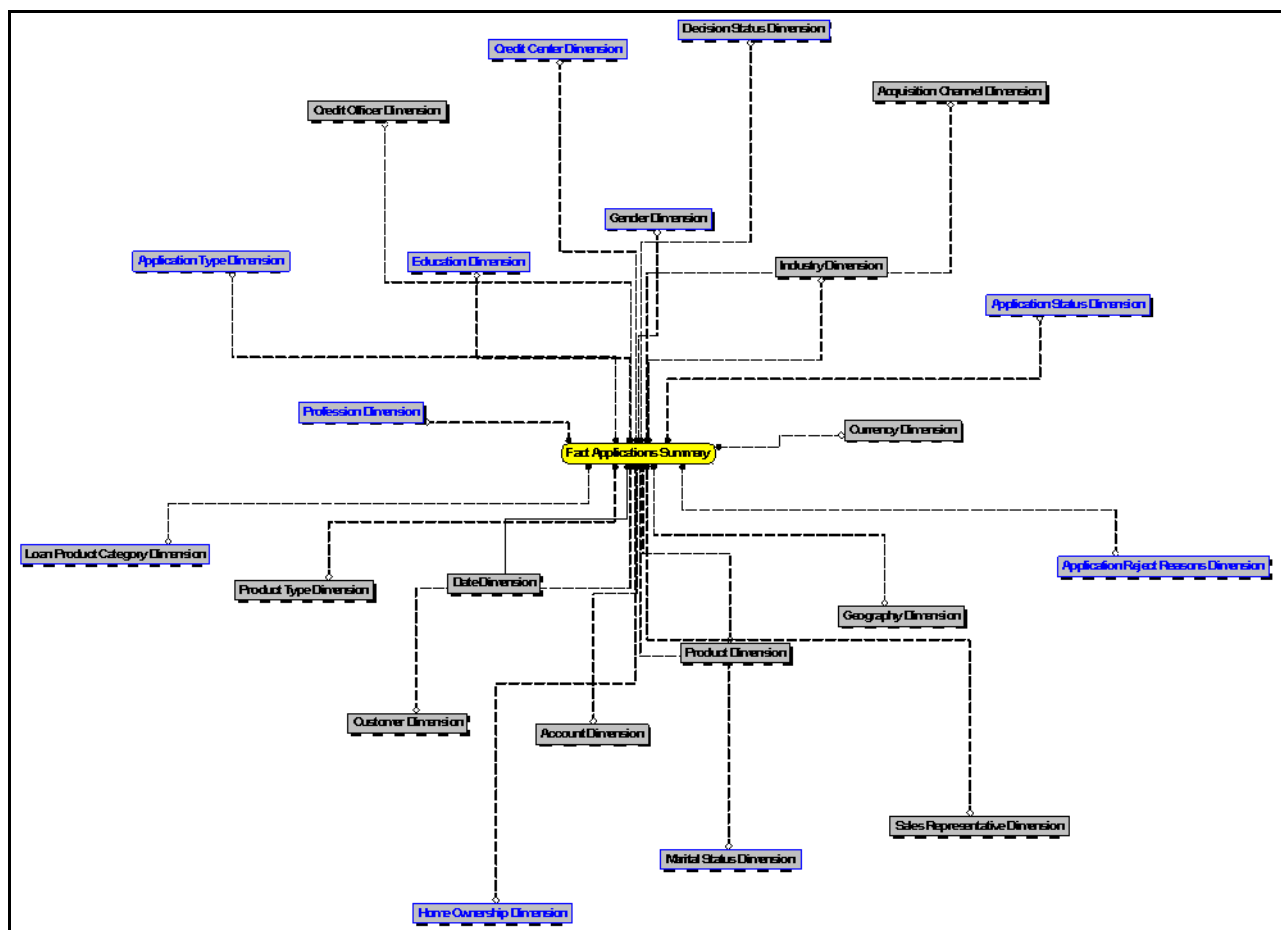 Decision Status Dimension
Credit Center Dimension
Acquisition Channel Dimension
Credit Officer Dimension
Gender Dimension
Application Type Dimension
Education Dimension
Industry Dimension
Application Status Dimension
Profession Dimension
Currency Dimension
Fact Applications Summary
Loan Product Category Dimension
Application Reject Reasons Dimension
Product Type Dimension
Date Dimension
Geography Dimension
Product Dimension
Customer Dimension
Account Dimension
Sales Representative Dimension
Marital Status Dimension
Home Ownership Dimension